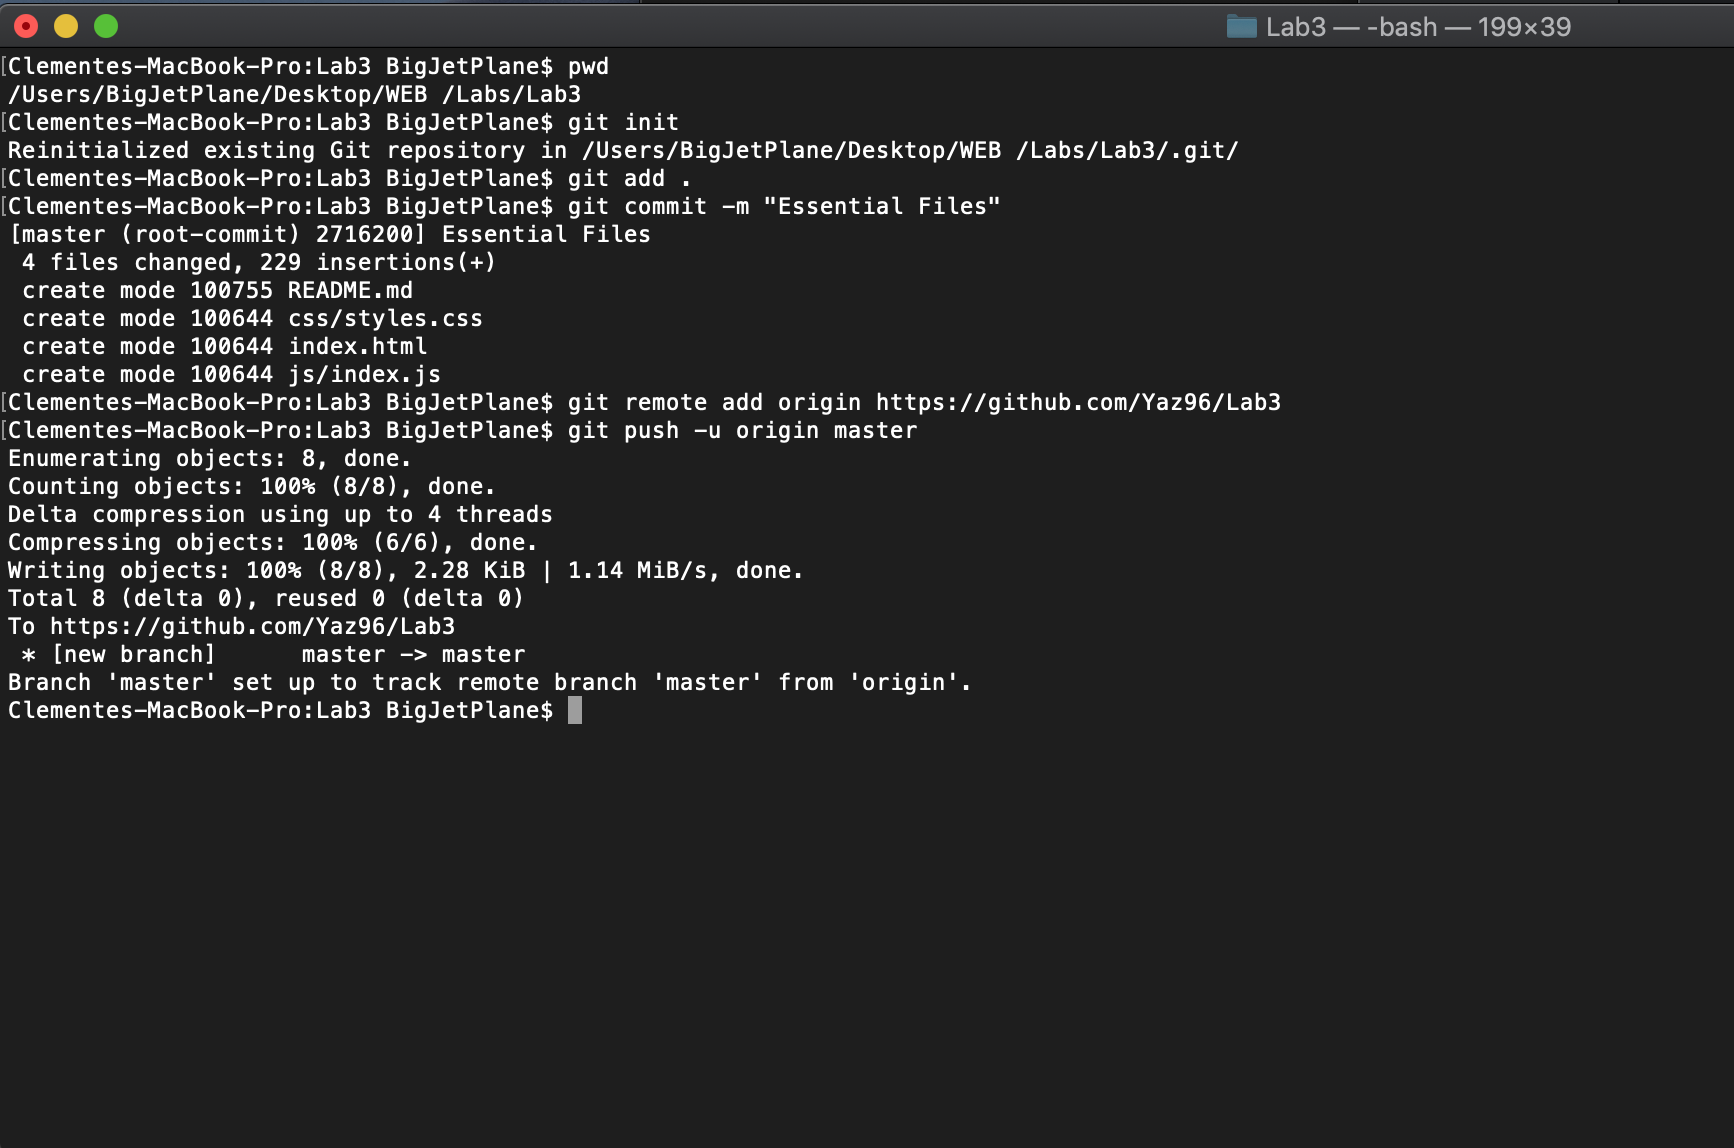 Lab3 — -bash — 199×39
[Clementes-MacBook-Pro:Lab3 BigJetPlane$ pwd
/Users/BigJetPlane/Desktop/WEB /Labs/Lab3
[Clementes-MacBook-Pro:Lab3 BigJetPlane$ git init
Reinitialized existing Git repository in /Users/BigJetPlane/Desktop/WEB /Labs/Lab3/.git/
[Clementes-MacBook-Pro:Lab3 BigJetPlane$ git add .
[Clementes-MacBook-Pro:Lab3 BigJetPlane$ git commit -m "Essential Files"
[master (root-commit) 2716200] Essential Files
 4 files changed, 229 insertions(+)
 create mode 100755 README.md
 create mode 100644 css/styles.css
 create mode 100644 index.html
 create mode 100644 js/index.js
[Clementes-MacBook-Pro:Lab3 BigJetPlane$ git remote add origin https://github.com/Yaz96/Lab3
[Clementes-MacBook-Pro:Lab3 BigJetPlane$ git push -u origin master
Enumerating objects: 8, done.
Counting objects: 100% (8/8), done.
Delta compression using up to 4 threads
Compressing objects: 100% (6/6), done.
Writing objects: 100% (8/8), 2.28 KiB | 1.14 MiB/s, done.
Total 8 (delta 0), reused 0 (delta 0)
To https://github.com/Yaz96/Lab3
 * [new branch]      master -> master
Branch 'master' set up to track remote branch 'master' from 'origin'.
Clementes-MacBook-Pro:Lab3 BigJetPlane$